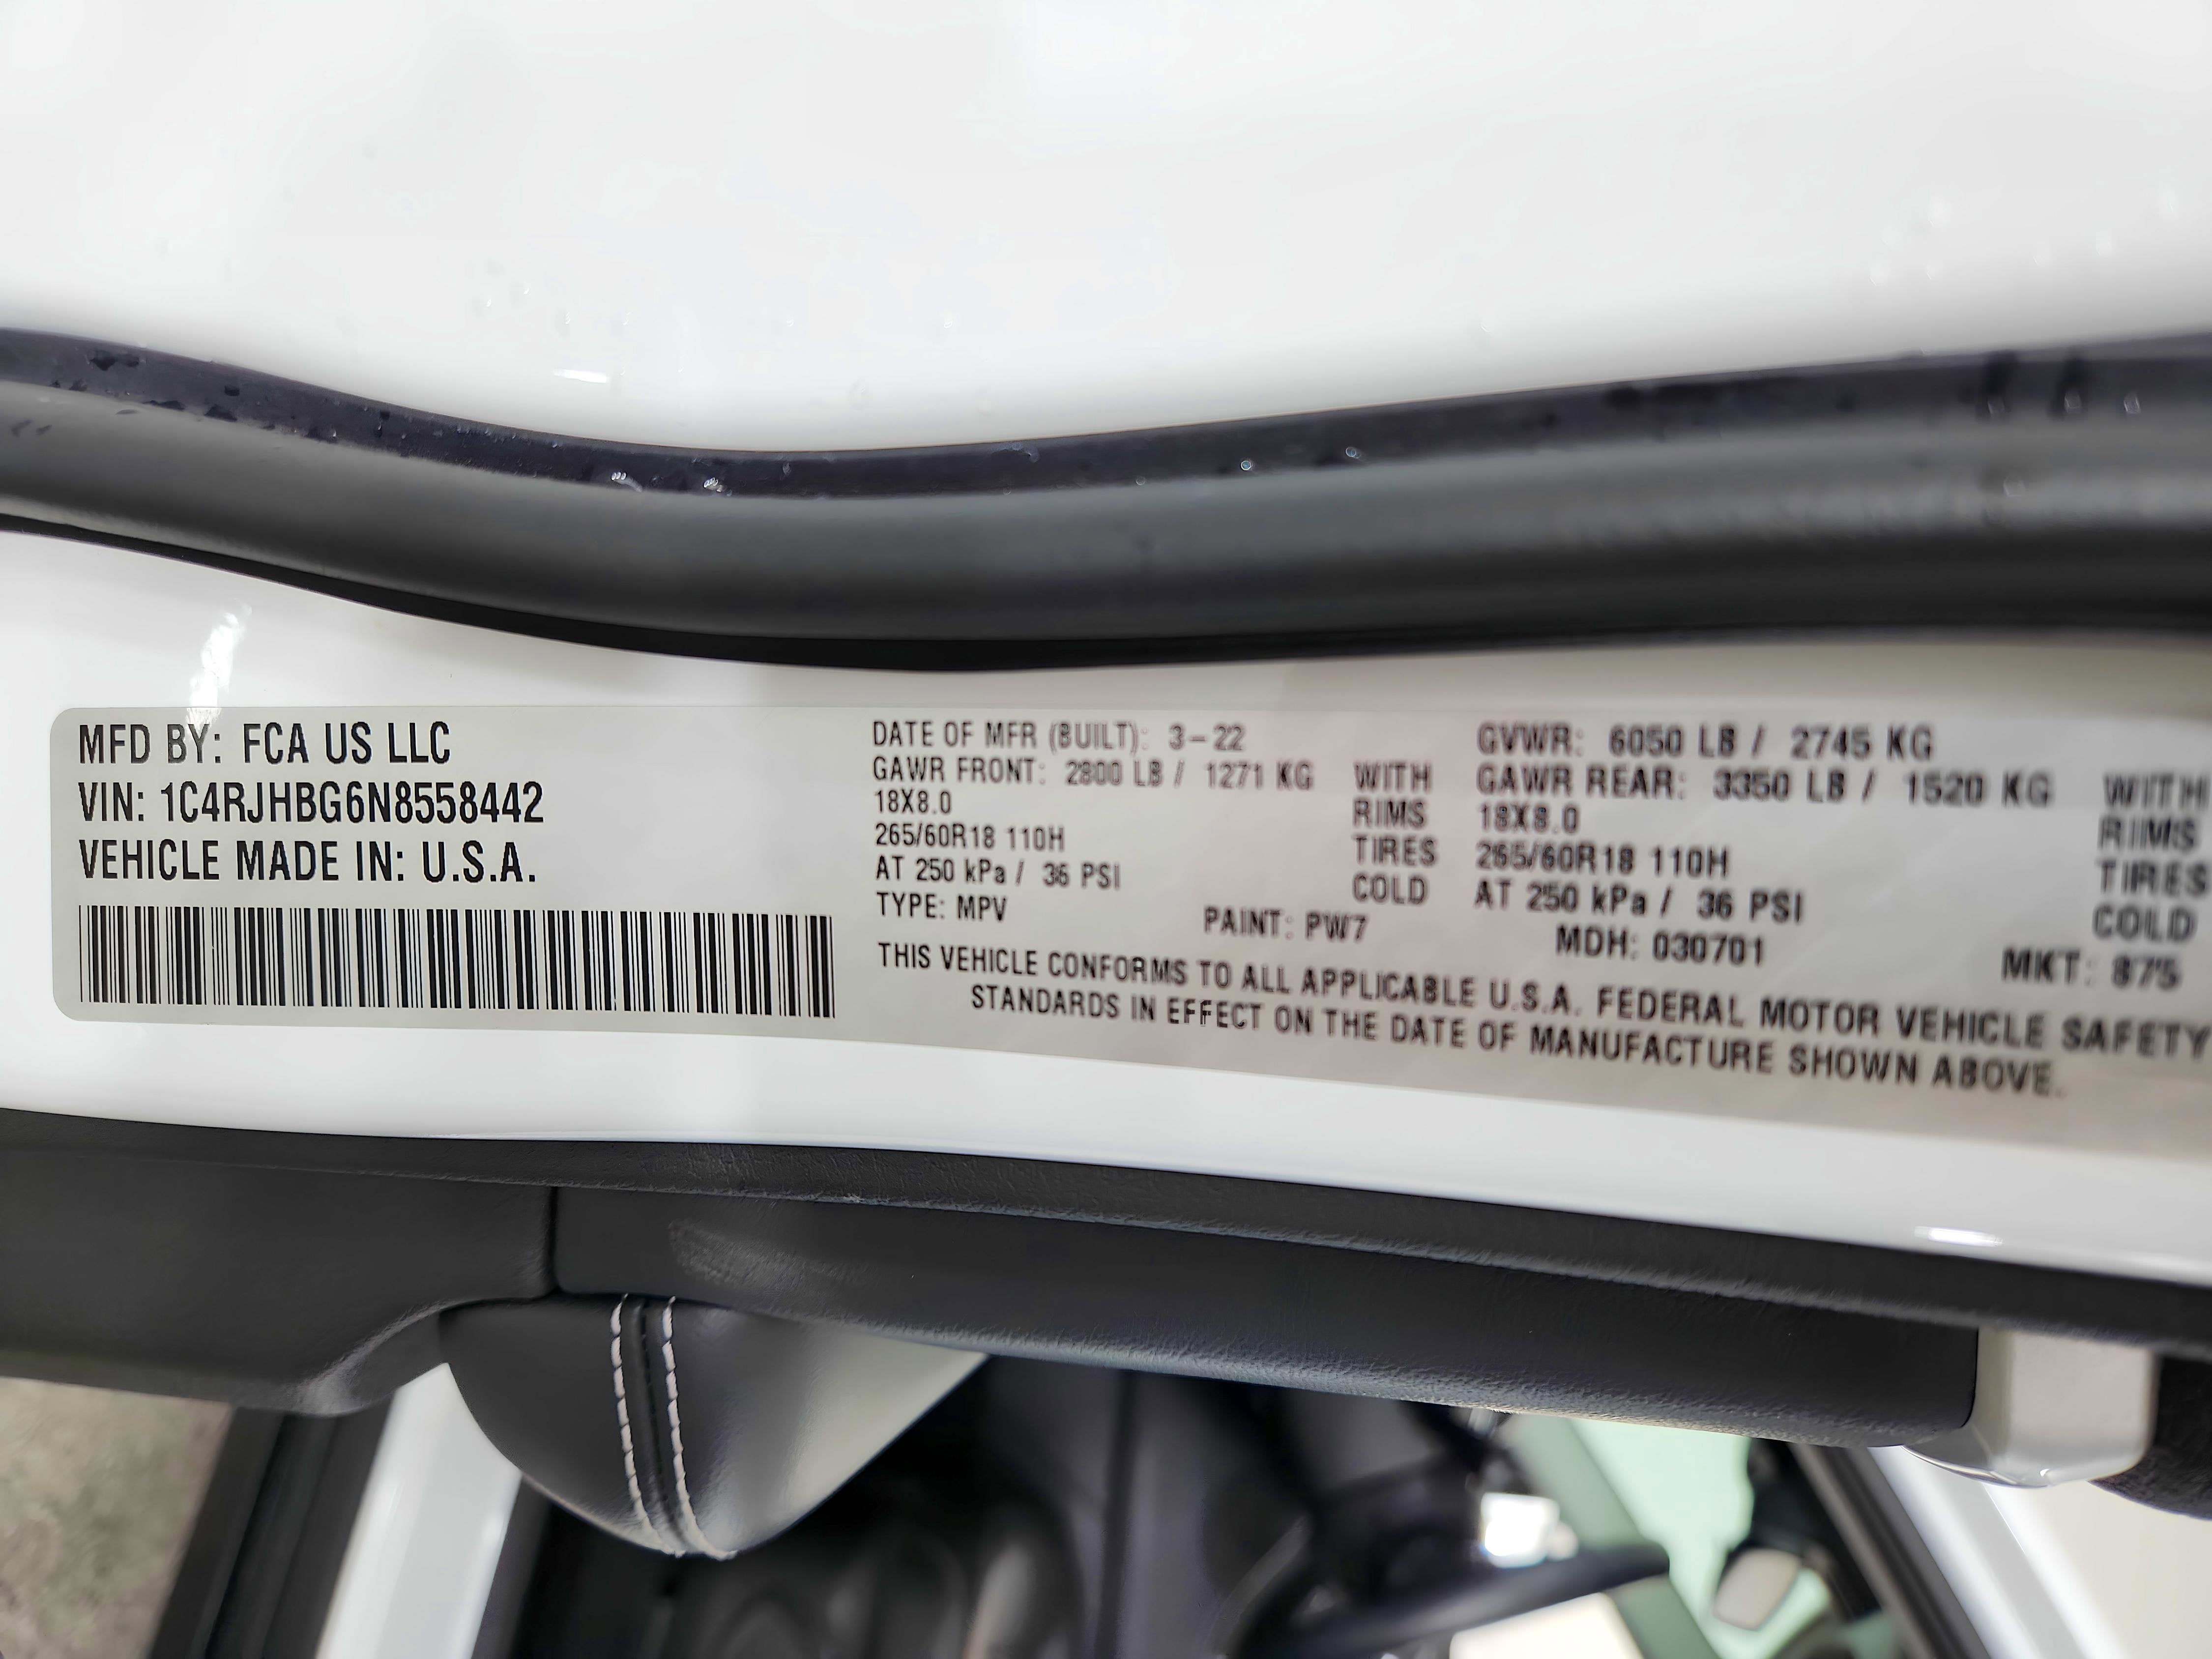 MFD BY: FCA US LLC
VIN: 1C4RJHBG6N8558442
VEHICLE MADE IN: U.S.A.
DATE OF MFR (BUILT): 3-22 GVWR: 6050 LB / 2745 KG
GAWR FRONT: 2800 LB / 1271 KG WITH GAWR REAR: 3350 LB / 1520 KG WITH
18X8.0 RIMS 18X8.0 RIMS
265/60R18 110H TIRES 265/60R18 110H TIRES
AT 250 kPa / 36 PSI COLD AT 250 kPa / 36 PSI COLD
TYPE: MPV PAINT: PW7 MDH: 030701 MKT: 875
THIS VEHICLE CONFORMS TO ALL APPLICABLE U.S.A. FEDERAL MOTOR VEHICLE SAFETY
STANDARDS IN EFFECT ON THE DATE OF MANUFACTURE SHOWN ABOVE.